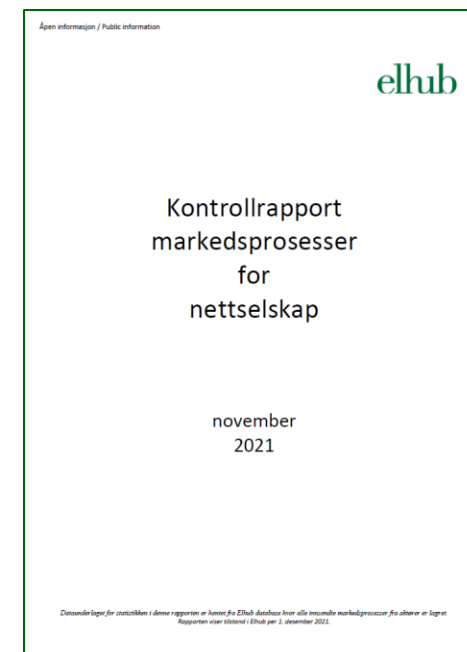 Åpen informasjon / Public information
elhub
Kontrollrapport
markedsprosesser
for
nettselskap
november
2021
Dataunderlaget for statistikken i denne rapporten er hentet fra Elhub database hvor alle innsendte markedsprosesser fra aktører er lagret
Rapporten viser tilstand i Elhub per 1. desember 2021.